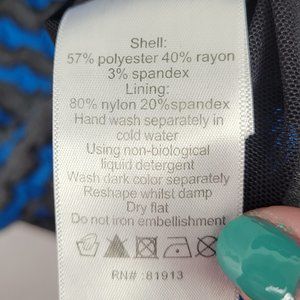 Shell:
57% polyester 40% rayon
3% spandex
Lining:
80% nylon 20%spandex
Hand wash separately in
cold water
Using non-biological
liquid detergent
Wash dark color separately
Reshape whilst damp
Dry flat
Do not iron embellishment
RN# :81913